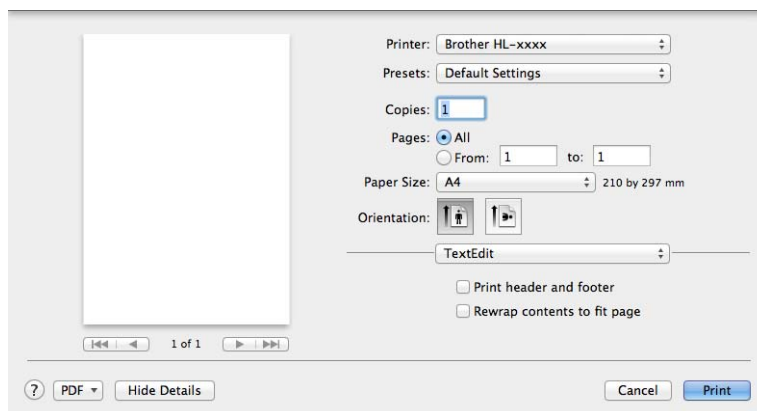 Printer: Brother HL-xxxx
Presets: Default Settings
Copies: 1
Pages: All
From: 1 to: 1
Paper Size: A4 210 by 297 mm
Orientation:
TextEdit
Print header and footer
Rewrap contents to fit page
1 of 1
? PDF Hide Details Cancel Print